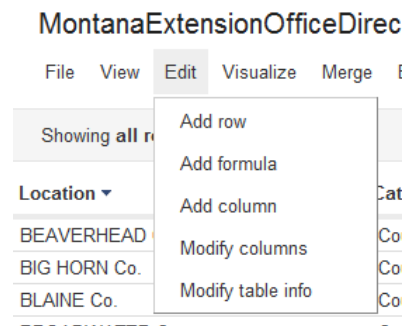 MontanaExtensionOfficeDirec
File View Edit Visualize Merge
Showing all
Add row
Add formula
Add column
Modify columns
Modify table info
Location
BEAVERHEAD
BIG HORN Co.
BLAINE Co.